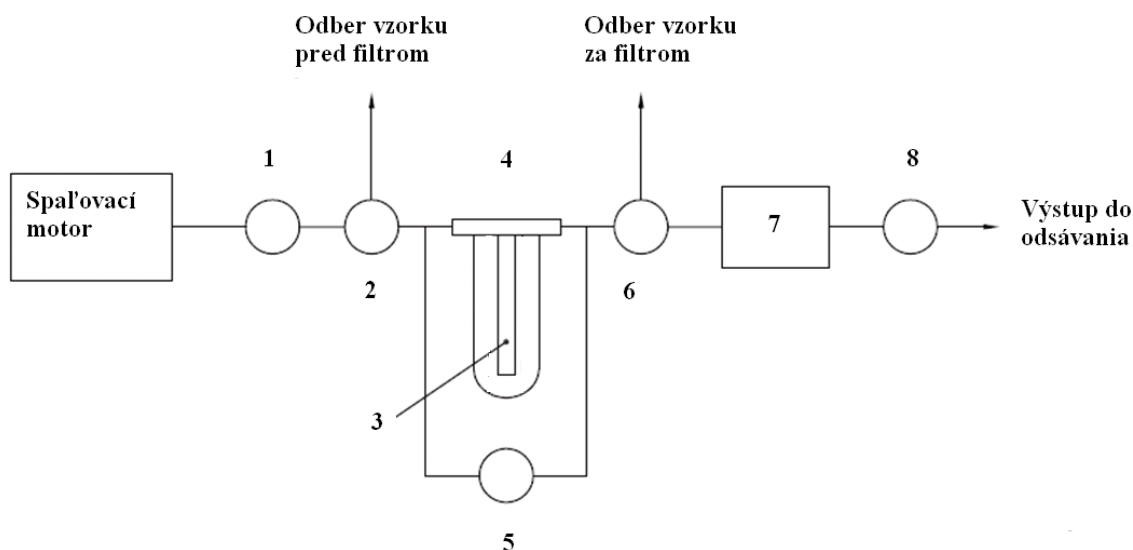 Odber vzorku
pred filtrom
Odber vzorku
za filtrom
1
4
8
Spaľovací
motor
7
Výstup do
odsávania
2
6
3
5